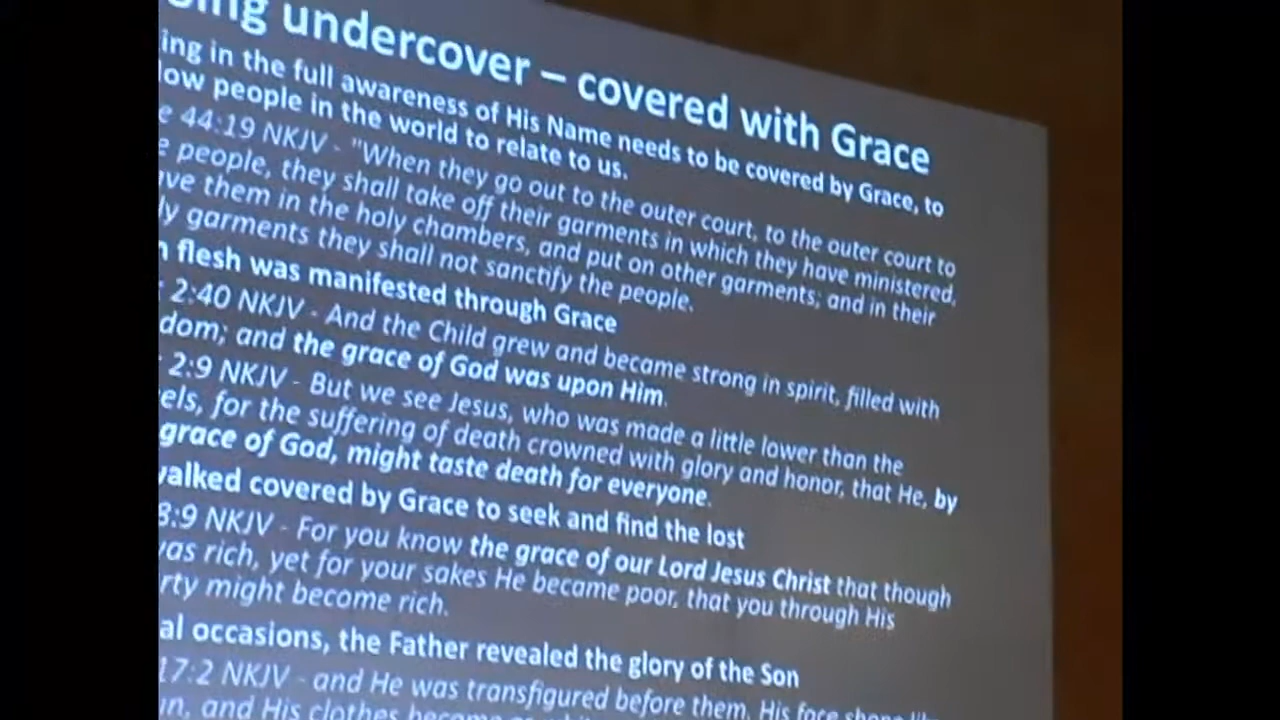 undercover – covered with Grace
ing in the full awareness of His Name needs to be covered by Grace, to
low people in the world to relate to us.
e 44:19 NKJV - "When they go out to the outer court, to the outer court to
e people, they shall take off their garments in which they have ministered,
ave them in the holy chambers, and put on other garments; and in their
ly garments they shall not sanctify the people.
n flesh was manifested through Grace
2:40 NKJV - And the Child grew and became strong in spirit, filled with
dom; and the grace of God was upon Him.
2:9 NKJV - But we see Jesus, who was made a little lower than the
els, for the suffering of death crowned with glory and honor, that He, by
grace of God, might taste death for everyone.
walked covered by Grace to seek and find the lost
8:9 NKJV - For you know the grace of our Lord Jesus Christ that though
was rich, yet for your sakes He became poor, that you through His
rty might become rich.
al occasions, the Father revealed the glory of the Son
17:2 NKJV - and He was transfigured before them. His face shone
and His clothes became